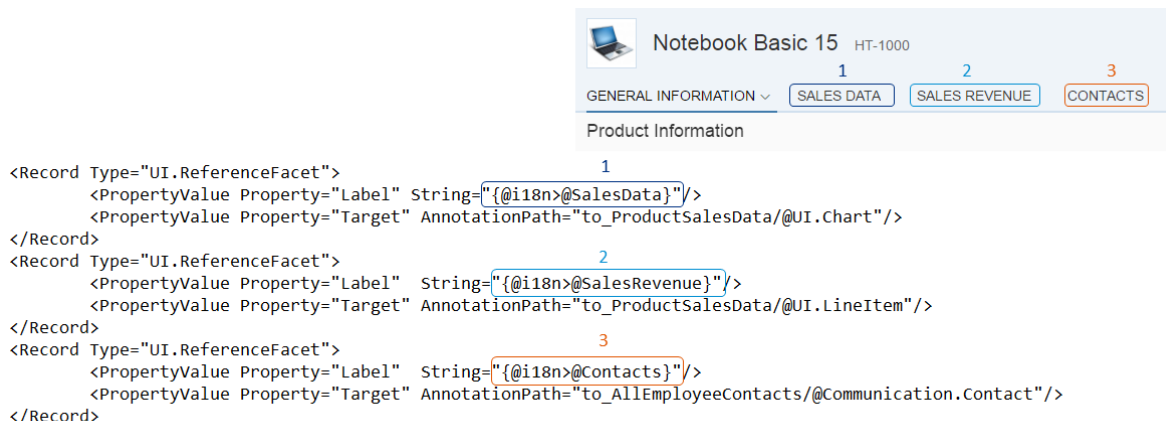 Notebook Basic 15 HT-1000
1 2 3
GENERAL INFORMATION SALES DATA SALES REVENUE CONTACTS
Product Information
1
<Record Type="UI.ReferenceFacet">
<PropertyValue Property="Label" String="{@i18n>@SalesData}"/>
<PropertyValue Property="Target" AnnotationPath="to_ProductSalesData/@UI.Chart"/>
</Record>
2
<Record Type="UI.ReferenceFacet">
<PropertyValue Property="Label" String="{@i18n>@SalesRevenue}"/>
<PropertyValue Property="Target" AnnotationPath="to_ProductSalesData/@UI.LineItem"/>
</Record>
3
<Record Type="UI.ReferenceFacet">
<PropertyValue Property="Label" String="{@i18n>@Contacts}"/>
<PropertyValue Property="Target" AnnotationPath="to_AllEmployeeContacts/@Communication.Contact"/>
</Record>